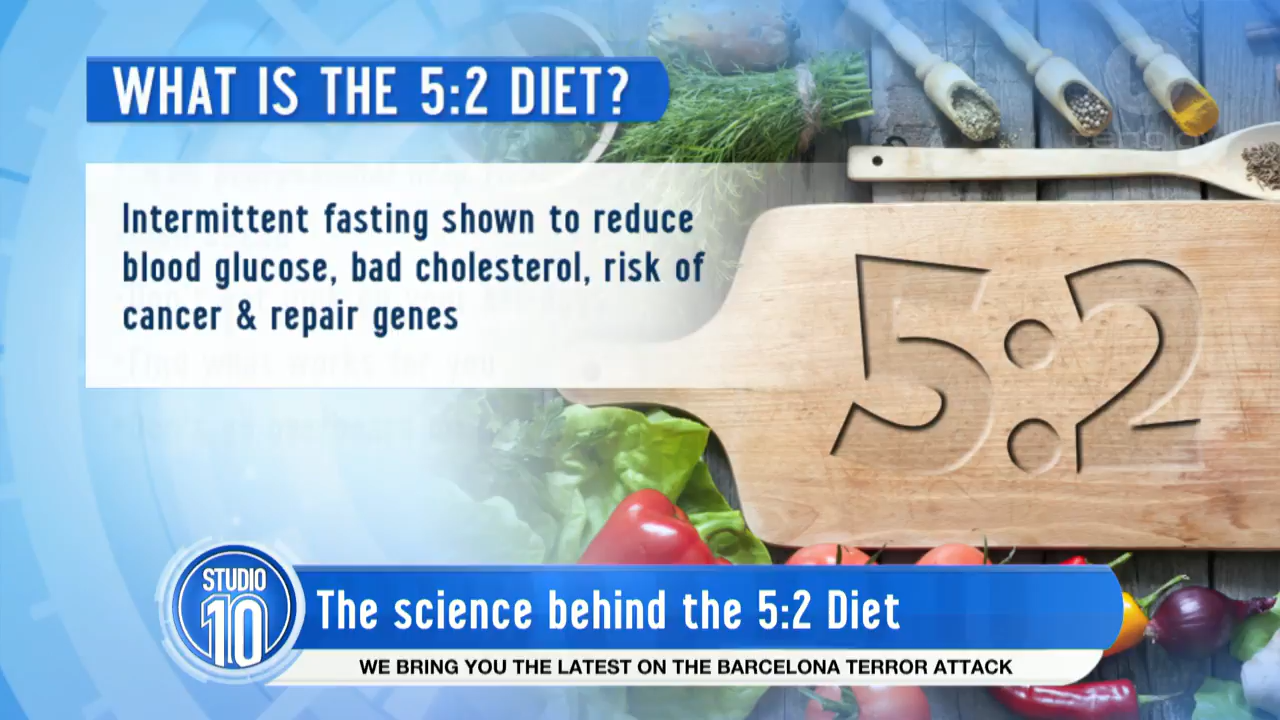 WHAT IS THE 5:2 DIET?
Intermittent fasting shown to reduce
blood glucose, bad cholesterol, risk of
cancer & repair genes
5:2
STUDIO
10
The science behind the 5:2 Diet
WE BRING YOU THE LATEST ON THE BARCELONA TERROR ATTACK